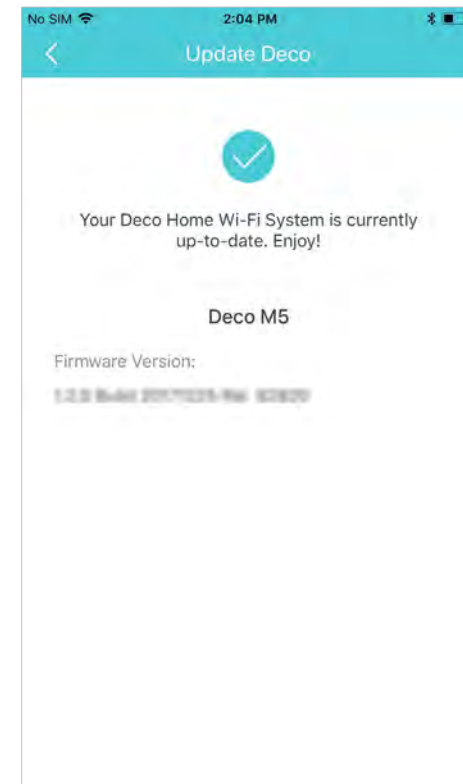 No SIM 2:04 PM
Update Deco
Your Deco Home Wi-Fi System is currently
up-to-date. Enjoy!
Deco M5
Firmware Version: